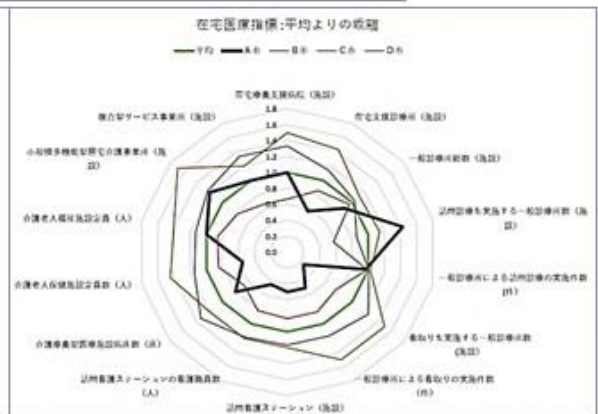 在宅医療指標:平均よりの乖離
平均 A市 B市 C市 D市
在宅療養支援病院（施設）
在宅支援診療所（施設）
一般診療所総数（施設）
訪問診療を実施する一般診療所数（施
設）
一般診療所による訪問診療の実施件数
(件)
看取りを実施する一般診療所数
(施設)
一般診療所による看取りの実施件数
(件)
訪問看護ステーション（施設）
訪問看護ステーションの看護職員数
（人）
介護療養型医療施設病床数（床）
介護老人保健施設定員数（人）
介護老人福祉施設定員（人）
小規模多機能型居宅介護事業所（施
設）
複合型サービス事業所（施設）
1.8
1.6
1.4
1.2
1.0
0.8
0.6
0.4
0.2
0.0